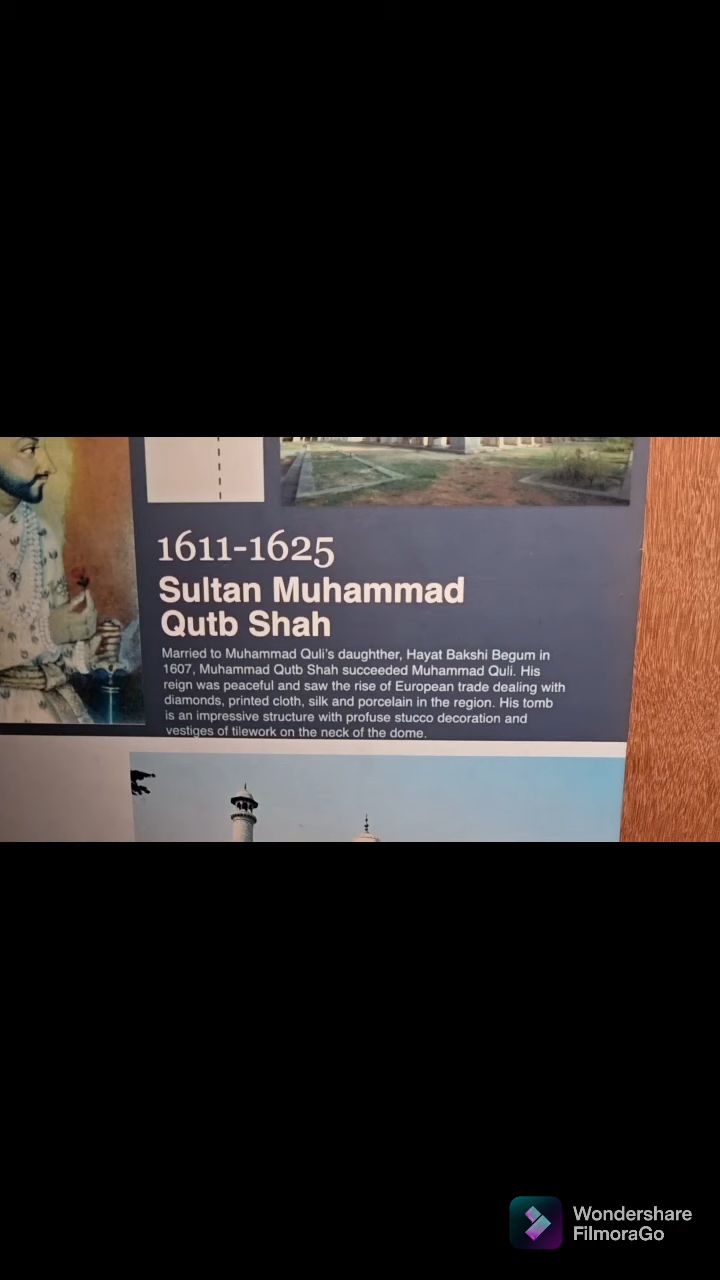 1611-1625
Sultan Muhammad
Qutb Shah
Married to Muhammad Quli's daughther, Hayat Bakshi Begum in
1607, Muhammad Qutb Shah succeeded Muhammad Quli. His
reign was peaceful and saw the rise of European trade dealing with
diamonds, printed cloth, silk and porcelain in the region. His tomb
is an impressive structure with profuse stucco decoration and
vestiges of tilework on the neck of the dome.
Wondershare
FilmoraGo